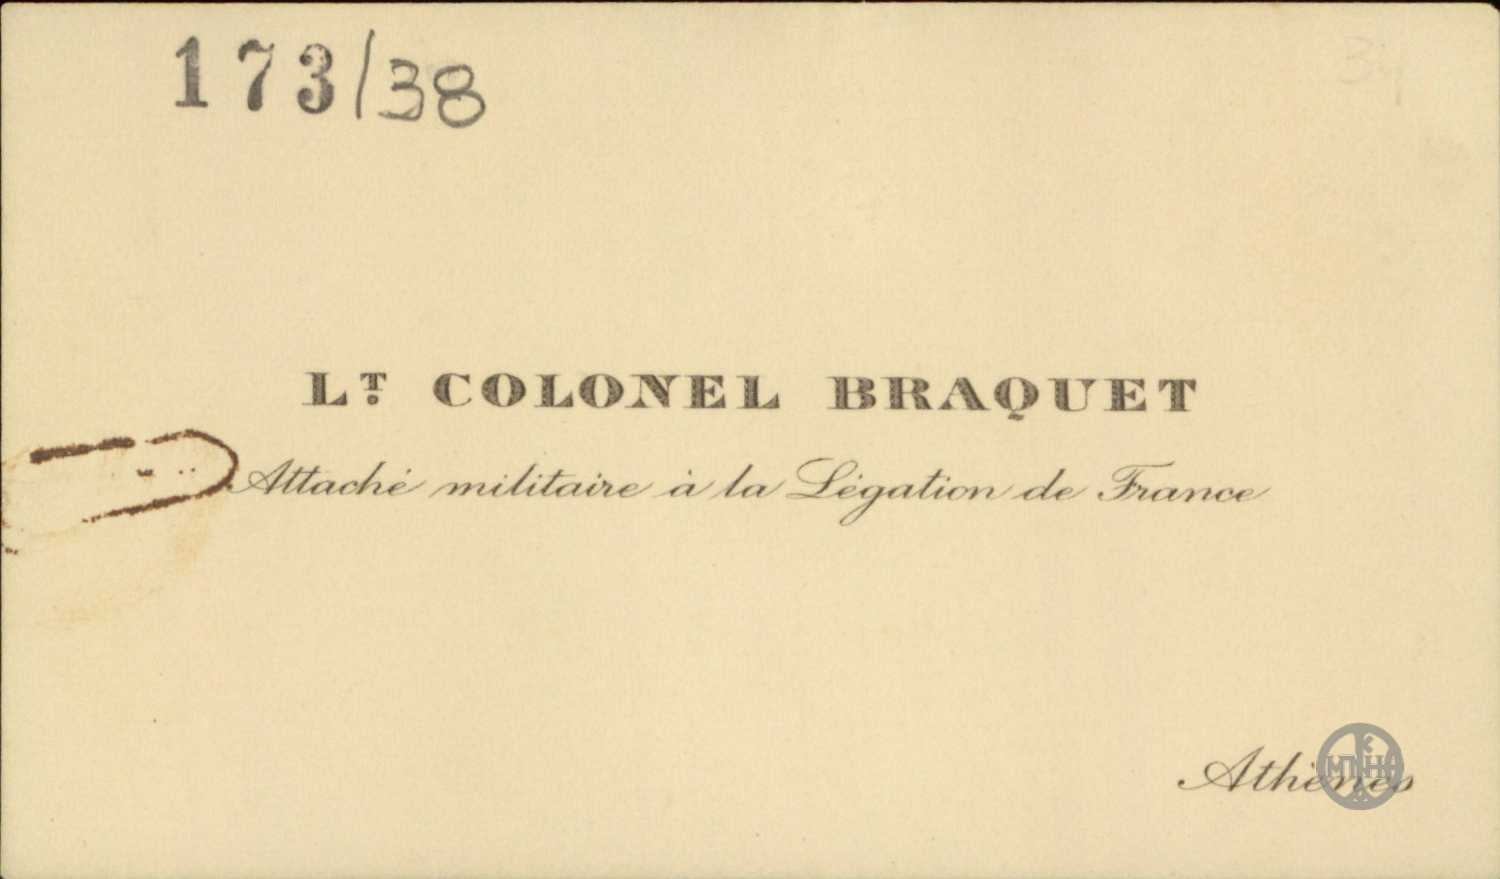 173/38
34
LT. COLONEL BRAQUET
Attaché militaire à la Légation de France
Athènes